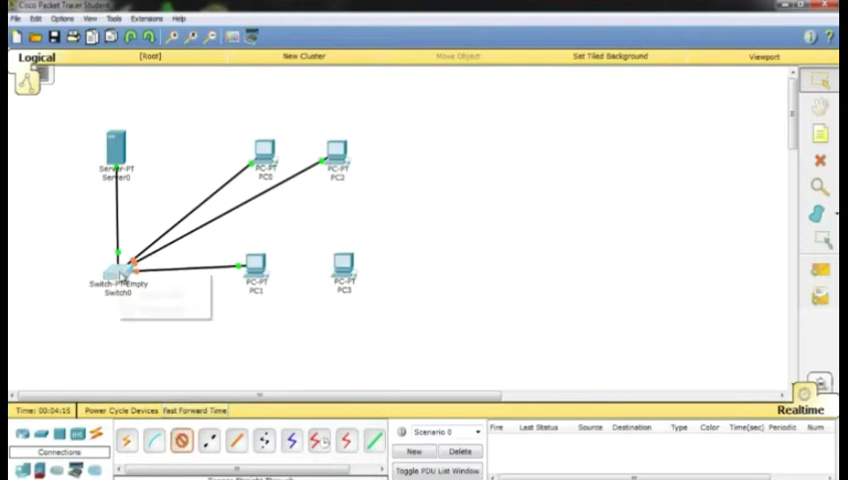 Cisco Packet Tracer Student
File Edit Options View Tools Extensions Help
Logical [Root] New Cluster Move Object Set Tiled Background Viewport
Server-PT
Server0
PC-PT
PC0
PC-PT
PC2
Switch-PT-Empty
Switch0
PC-PT
PC1
PC-PT
PC3
Time: 00:04:15 Power Cycle Devices Fast Forward Time
Realtime
Connections
Scenario 0
New Delete
Toggle PDU List Window
Fire Last Status Source Destination Type Color Time(sec) Periodic Num